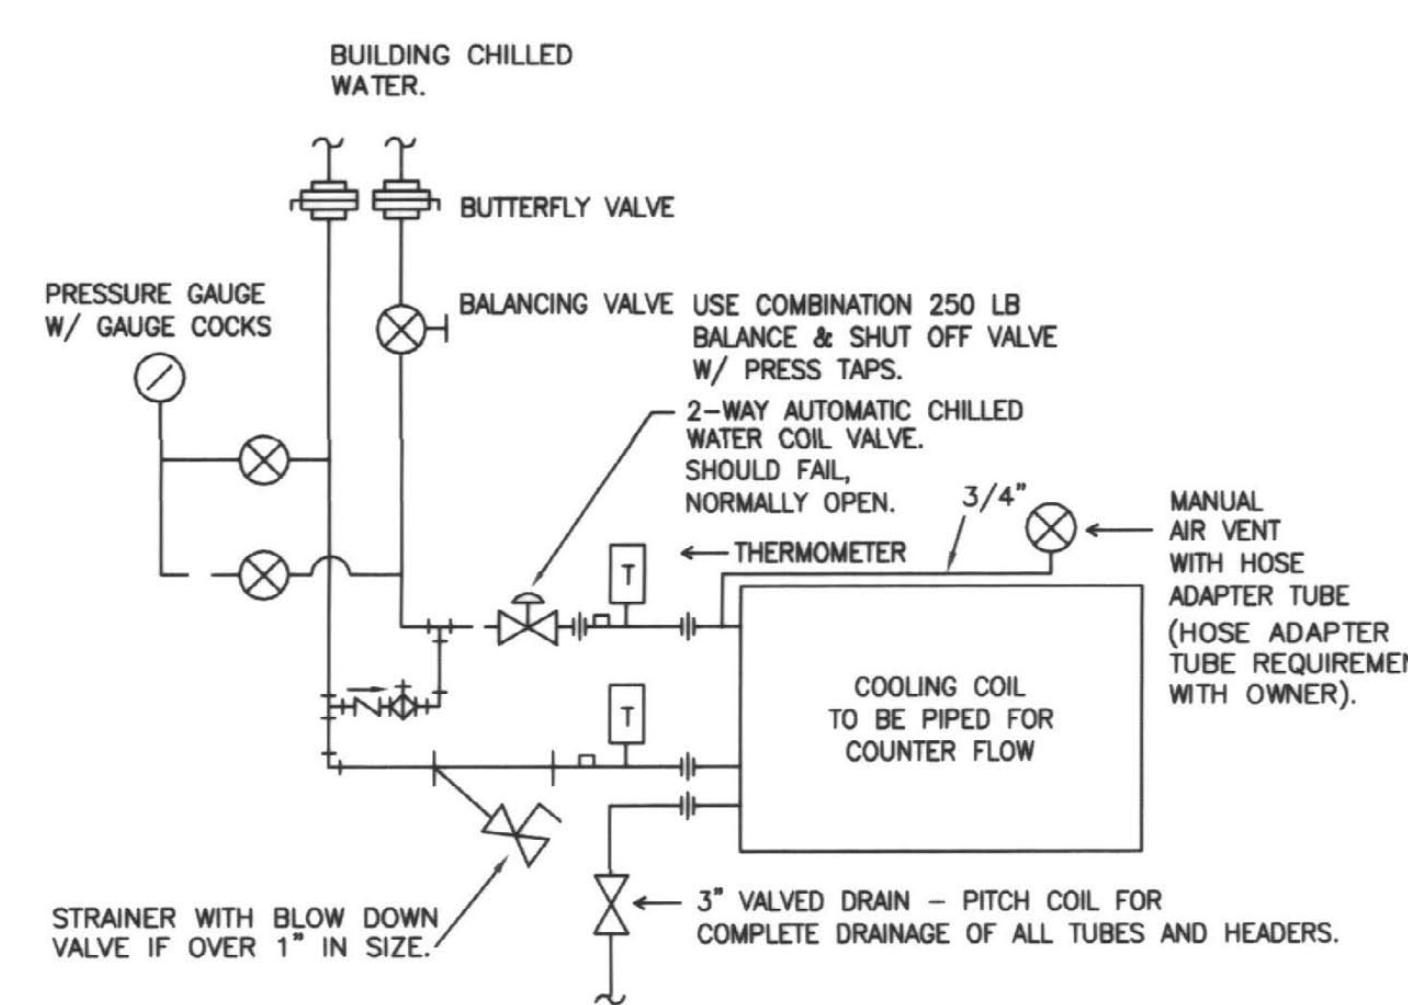 BUILDING CHILLED
WATER.
BUTTERFLY VALVE
PRESSURE GAUGE
W/ GAUGE COCKS
BALANCING VALVE USE COMBINATION 250 LB
BALANCE & SHUT OFF VALVE
W/ PRESS TAPS.
2-WAY AUTOMATIC CHILLED
WATER COIL VALVE.
SHOULD FAIL,
NORMALLY OPEN.
3/4"
MANUAL
AIR VENT
WITH HOSE
ADAPTER TUBE
(HOSE ADAPTER
TUBE REQUIREMEN
WITH OWNER).
THERMOMETER
T
T
COOLING COIL
TO BE PIPED FOR
COUNTER FLOW
STRAINER WITH BLOW DOWN
VALVE IF OVER 1" IN SIZE.
3" VALVED DRAIN - PITCH COIL FOR
COMPLETE DRAINAGE OF ALL TUBES AND HEADERS.